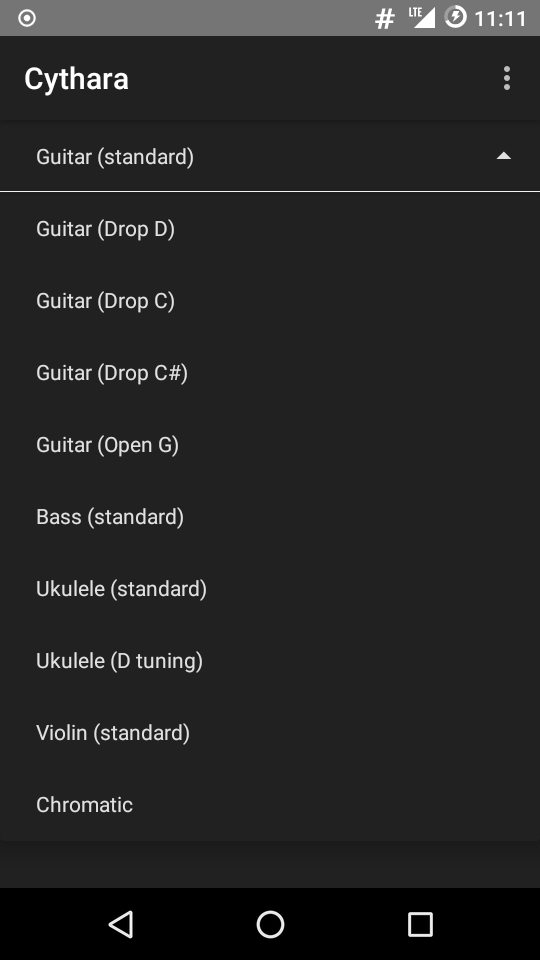 # LTE 11:11
Cythara
Guitar (standard)
Guitar (Drop D)
Guitar (Drop C)
Guitar (Drop C#)
Guitar (Open G)
Bass (standard)
Ukulele (standard)
Ukulele (D tuning)
Violin (standard)
Chromatic